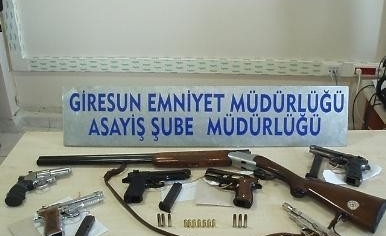 GİRESUN EMNİYET MÜDÜRLÜĞÜ
ASAYİŞ ŞUBE MÜDÜRLÜĞÜ